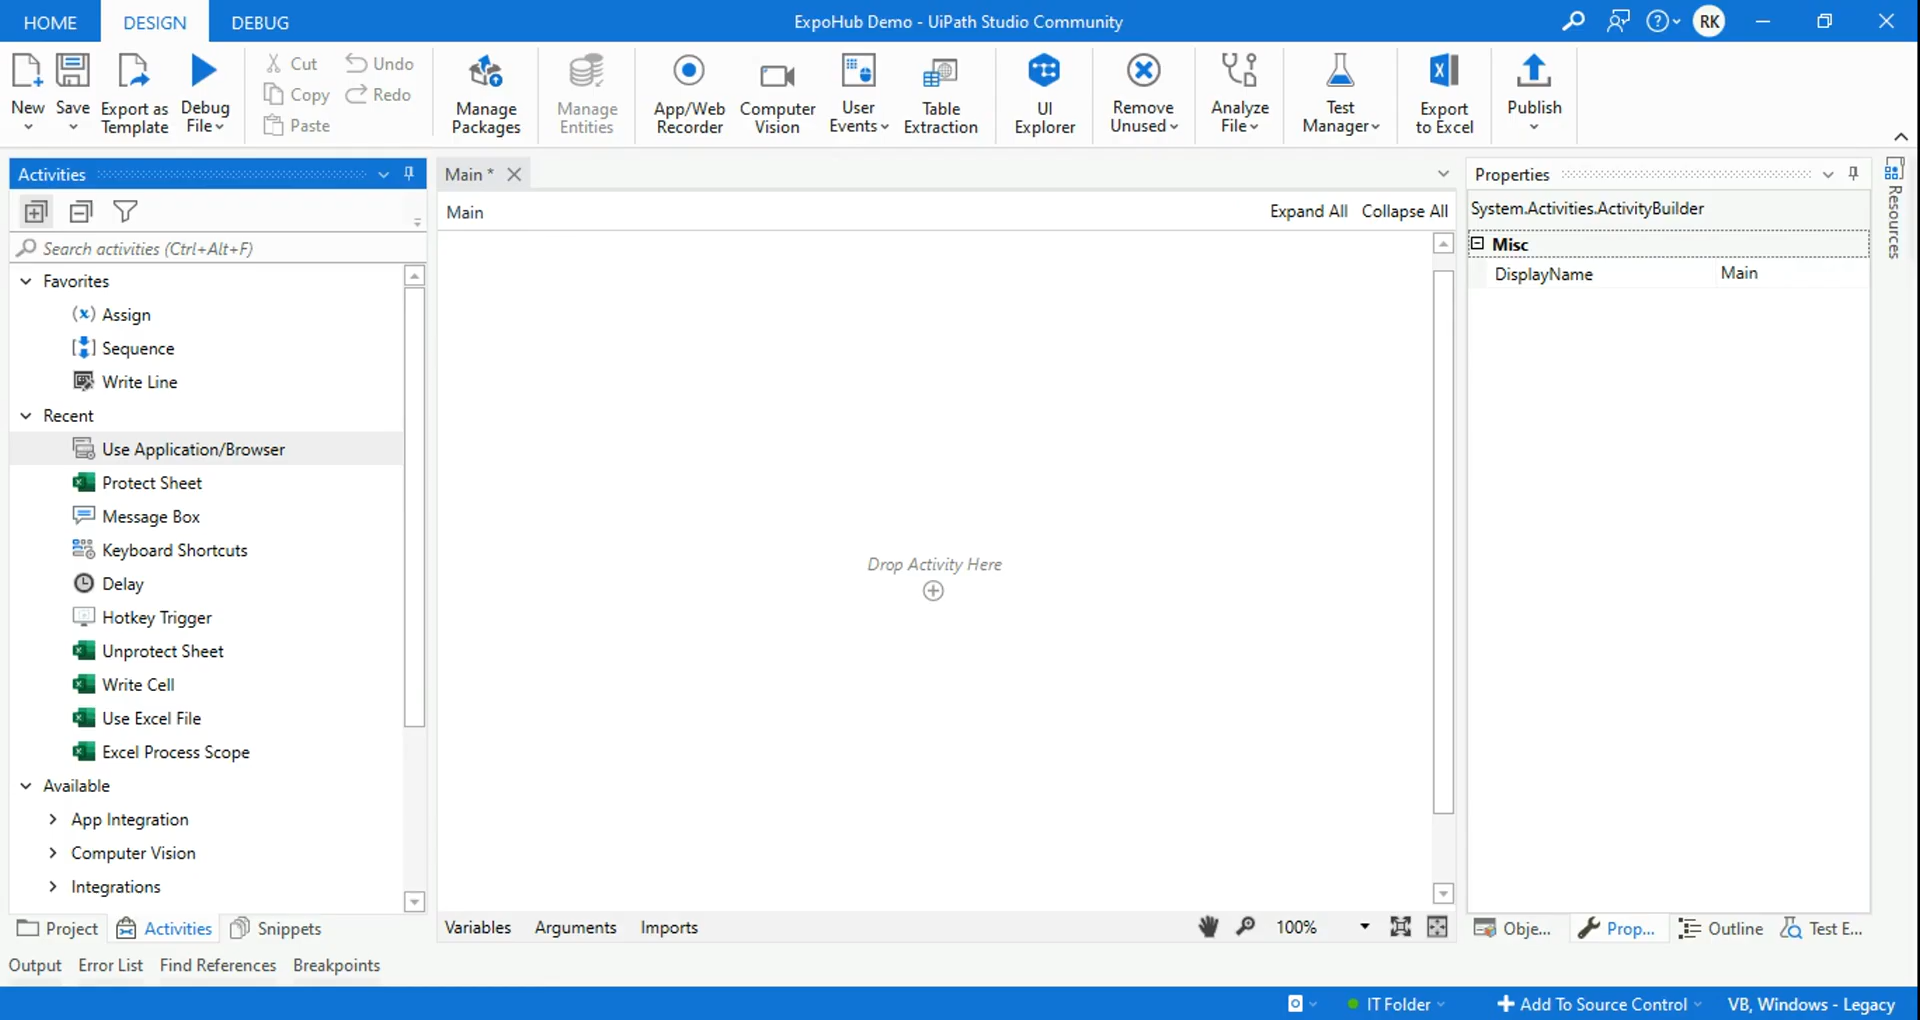 HOME DESIGN DEBUG ExpoHub Demo - UiPath Studio Community RK
New Save Export as Template Debug File Cut Copy Paste Undo Redo Manage Packages Manage Entities App/Web Recorder Computer Vision User Events Table Extraction UI Explorer Remove Unused Analyze File Test Manager Export to Excel Publish
Activities
Search activities (Ctrl+Alt+F)
Favorites
Assign
Sequence
Write Line
Recent
Use Application/Browser
Protect Sheet
Message Box
Keyboard Shortcuts
Delay
Hotkey Trigger
Unprotect Sheet
Write Cell
Use Excel File
Excel Process Scope
Available
App Integration
Computer Vision
Integrations
Project Activities Snippets
Main *
Main Expand All Collapse All
Drop Activity Here
Variables Arguments Imports 100%
Properties
System.Activities.ActivityBuilder
Misc
DisplayName Main
Obje... Prop... Outline Test E...
Resources
Output Error List Find References Breakpoints
IT Folder Add To Source Control VB, Windows - Legacy